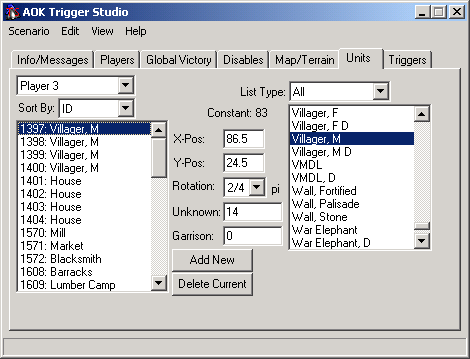 AOK Trigger Studio
Scenario Edit View Help
Info/Messages Players Global Victory Disables Map/Terrain Units Triggers
Player 3
Sort By: ID
1397: Villager, M
1398: Villager, M
1399: Villager, M
1400: Villager, M
1401: House
1402: House
1403: House
1404: House
1570: Mill
1571: Market
1572: Blacksmith
1608: Barracks
1609: Lumber Camp
List Type: All
Constant: 83
X-Pos: 86.5
Y-Pos: 24.5
Rotation: 2/4 pi
Unknown: 14
Garrison: 0
Add New
Delete Current
Villager, F
Villager, F D
Villager, M
Villager, M D
VMDL
VMDL, D
Wall, Fortified
Wall, Palisade
Wall, Stone
War Elephant
War Elephant, D